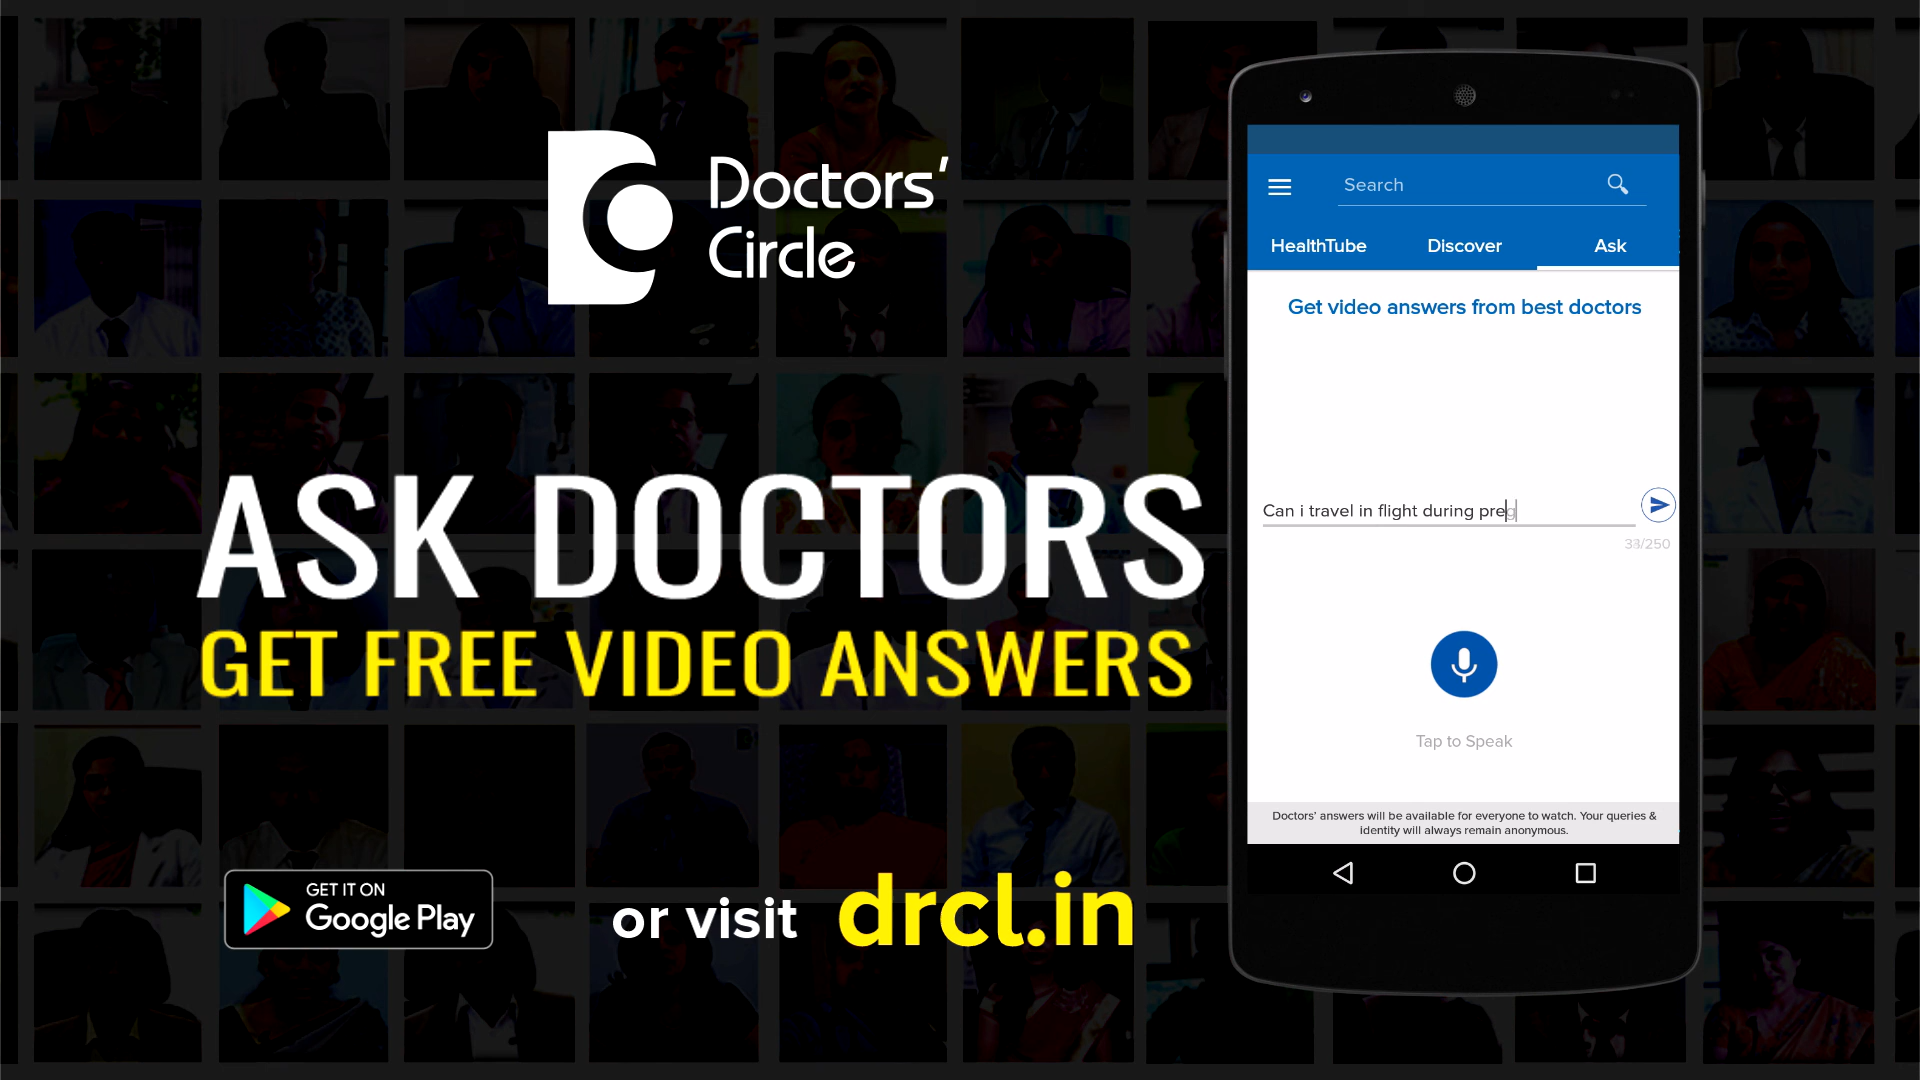 Doctors'
Circle
ASK DOCTORS
GET FREE VIDEO ANSWERS
GET IT ON
Google Play
or visit drcl.in
Search
HealthTube Discover Ask
Get video answers from best doctors
Can i travel in flight during preg
/250
Tap to Speak
Doctors' answers will be available for everyone to watch. Your queries &
identity will always remain anonymous.